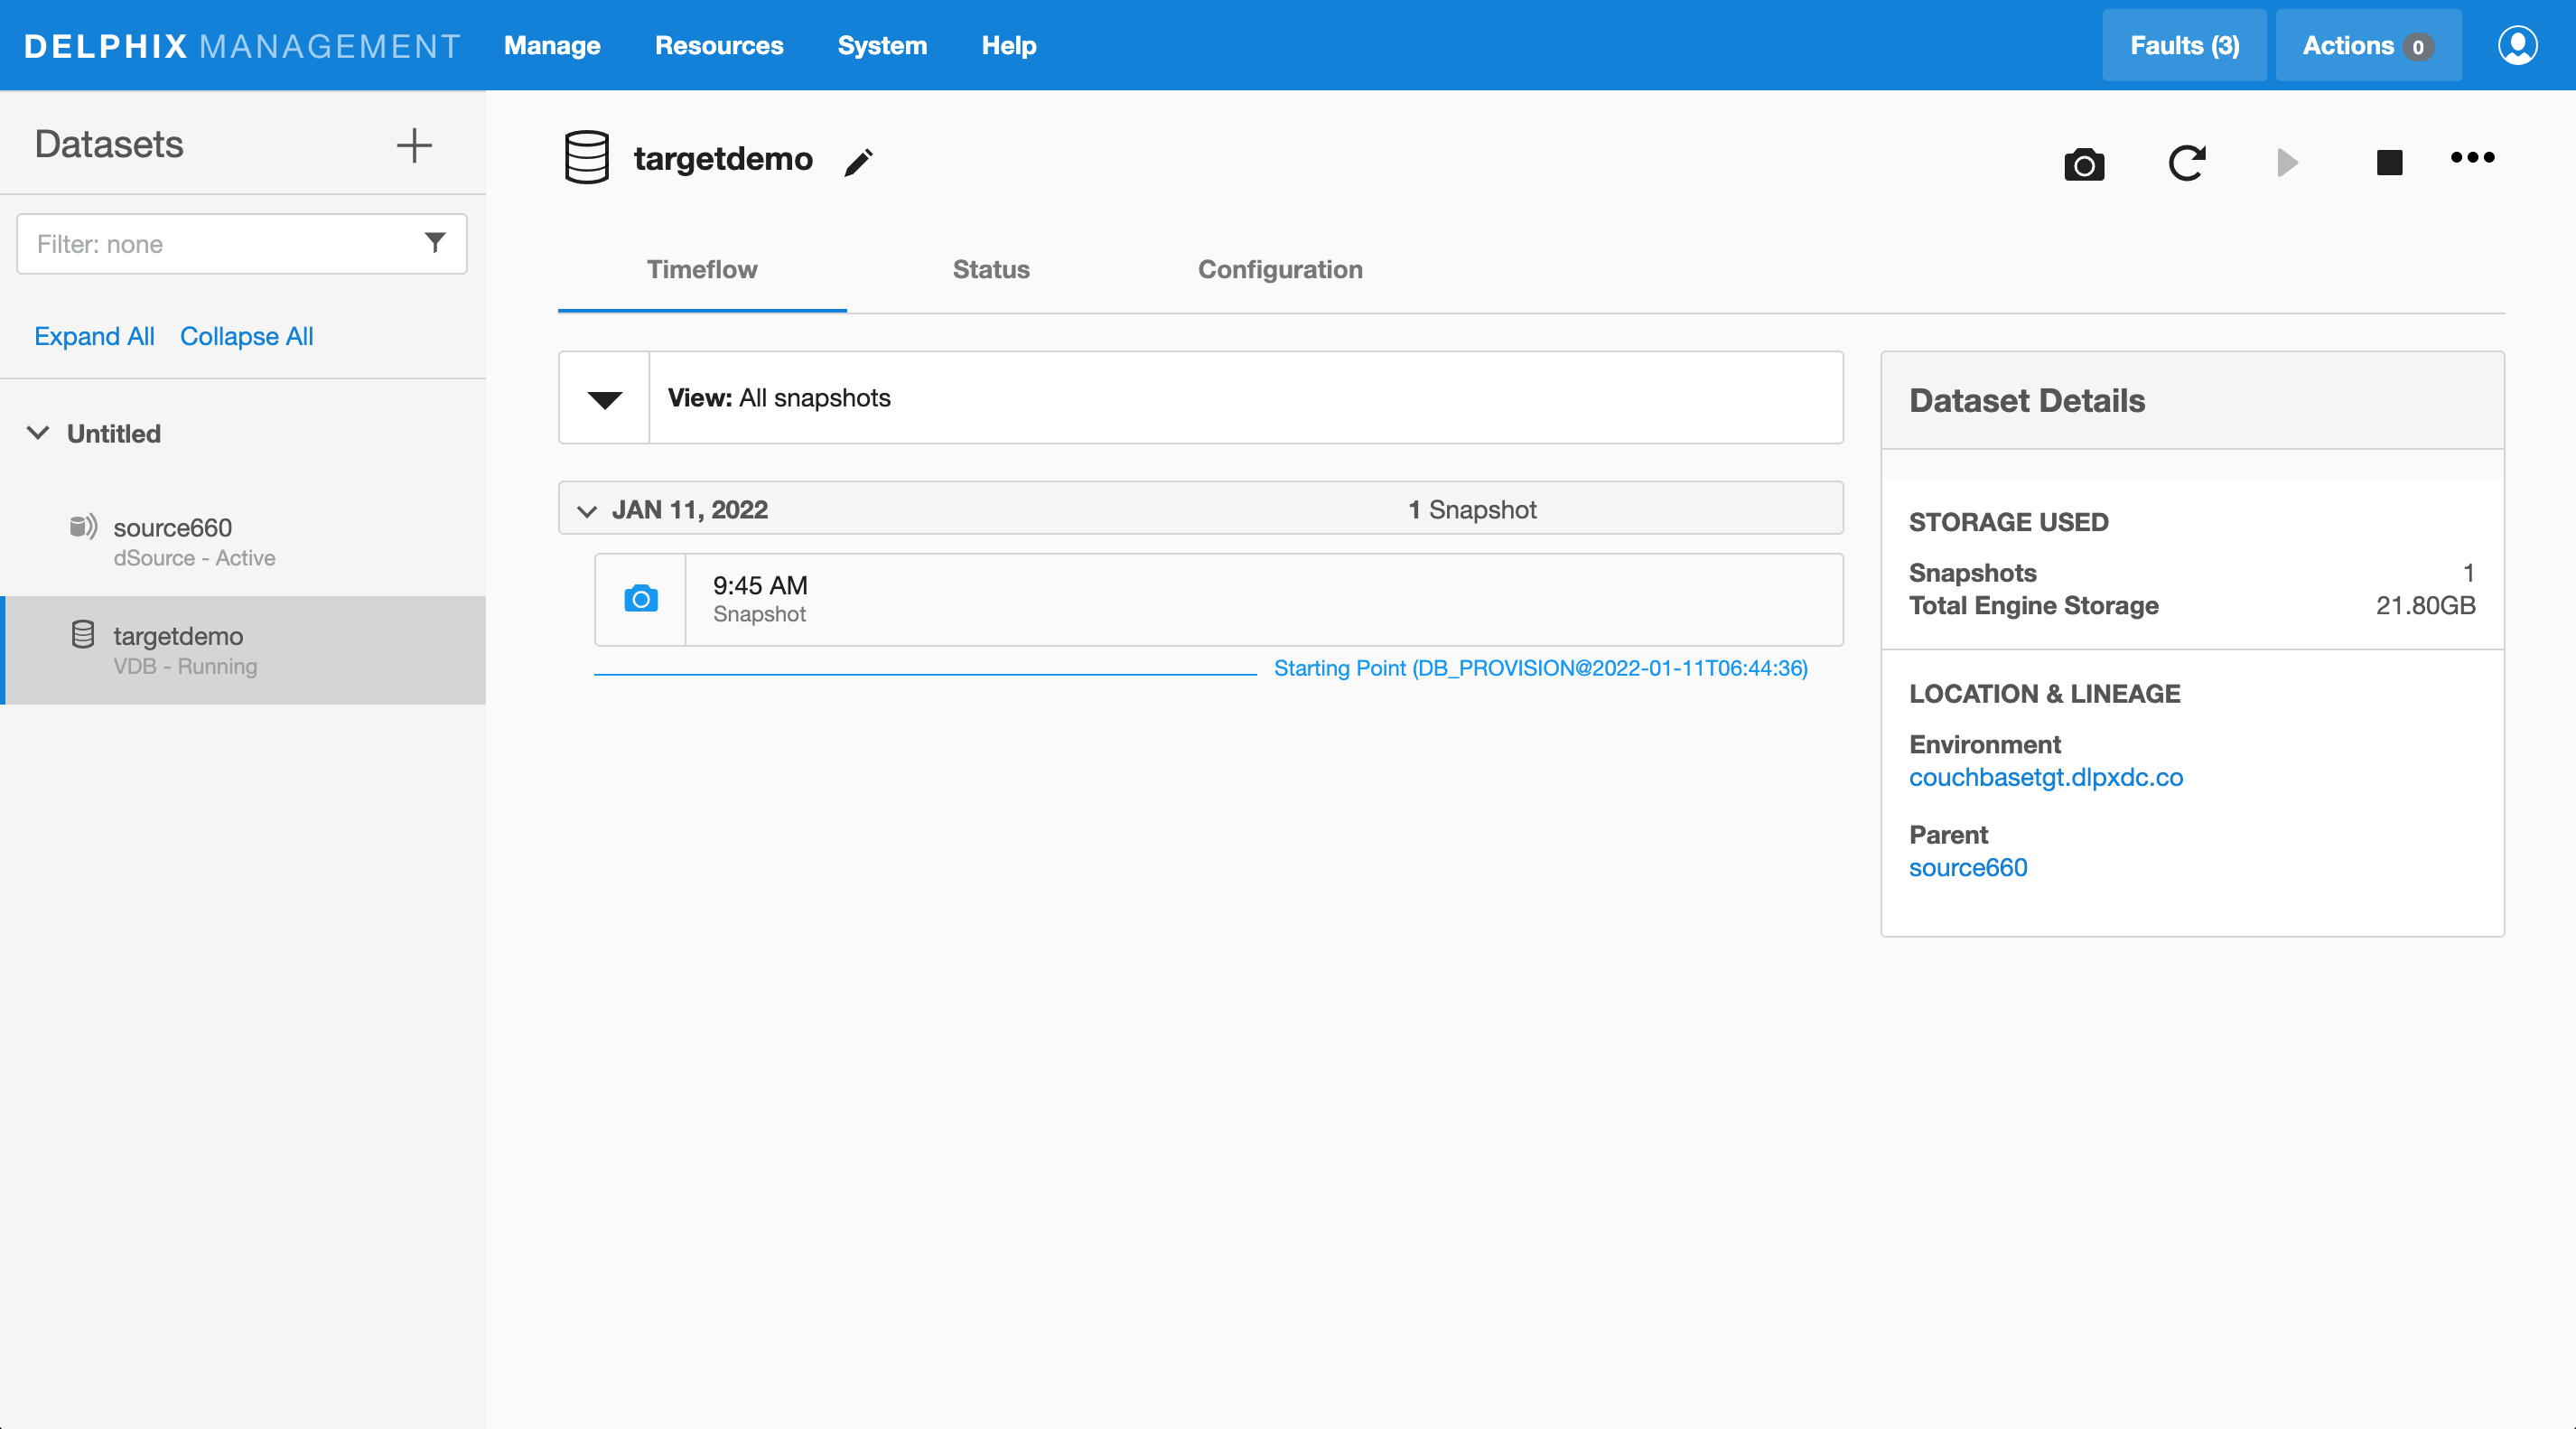 DELPHIX MANAGEMENT Manage Resources System Help Faults (3) Actions 0
Datasets
Filter: none
Expand All Collapse All
Untitled
source660
dSource - Active
targetdemo
VDB - Running
targetdemo
Timeflow Status Configuration
View: All snapshots
JAN 11, 2022 1 Snapshot
9:45 AM
Snapshot
Starting Point (DB_PROVISION@2022-01-11T06:44:36)
Dataset Details
STORAGE USED
Snapshots 1
Total Engine Storage 21.80GB
LOCATION & LINEAGE
Environment
couchbasetgt.dlpxdc.co
Parent
source660